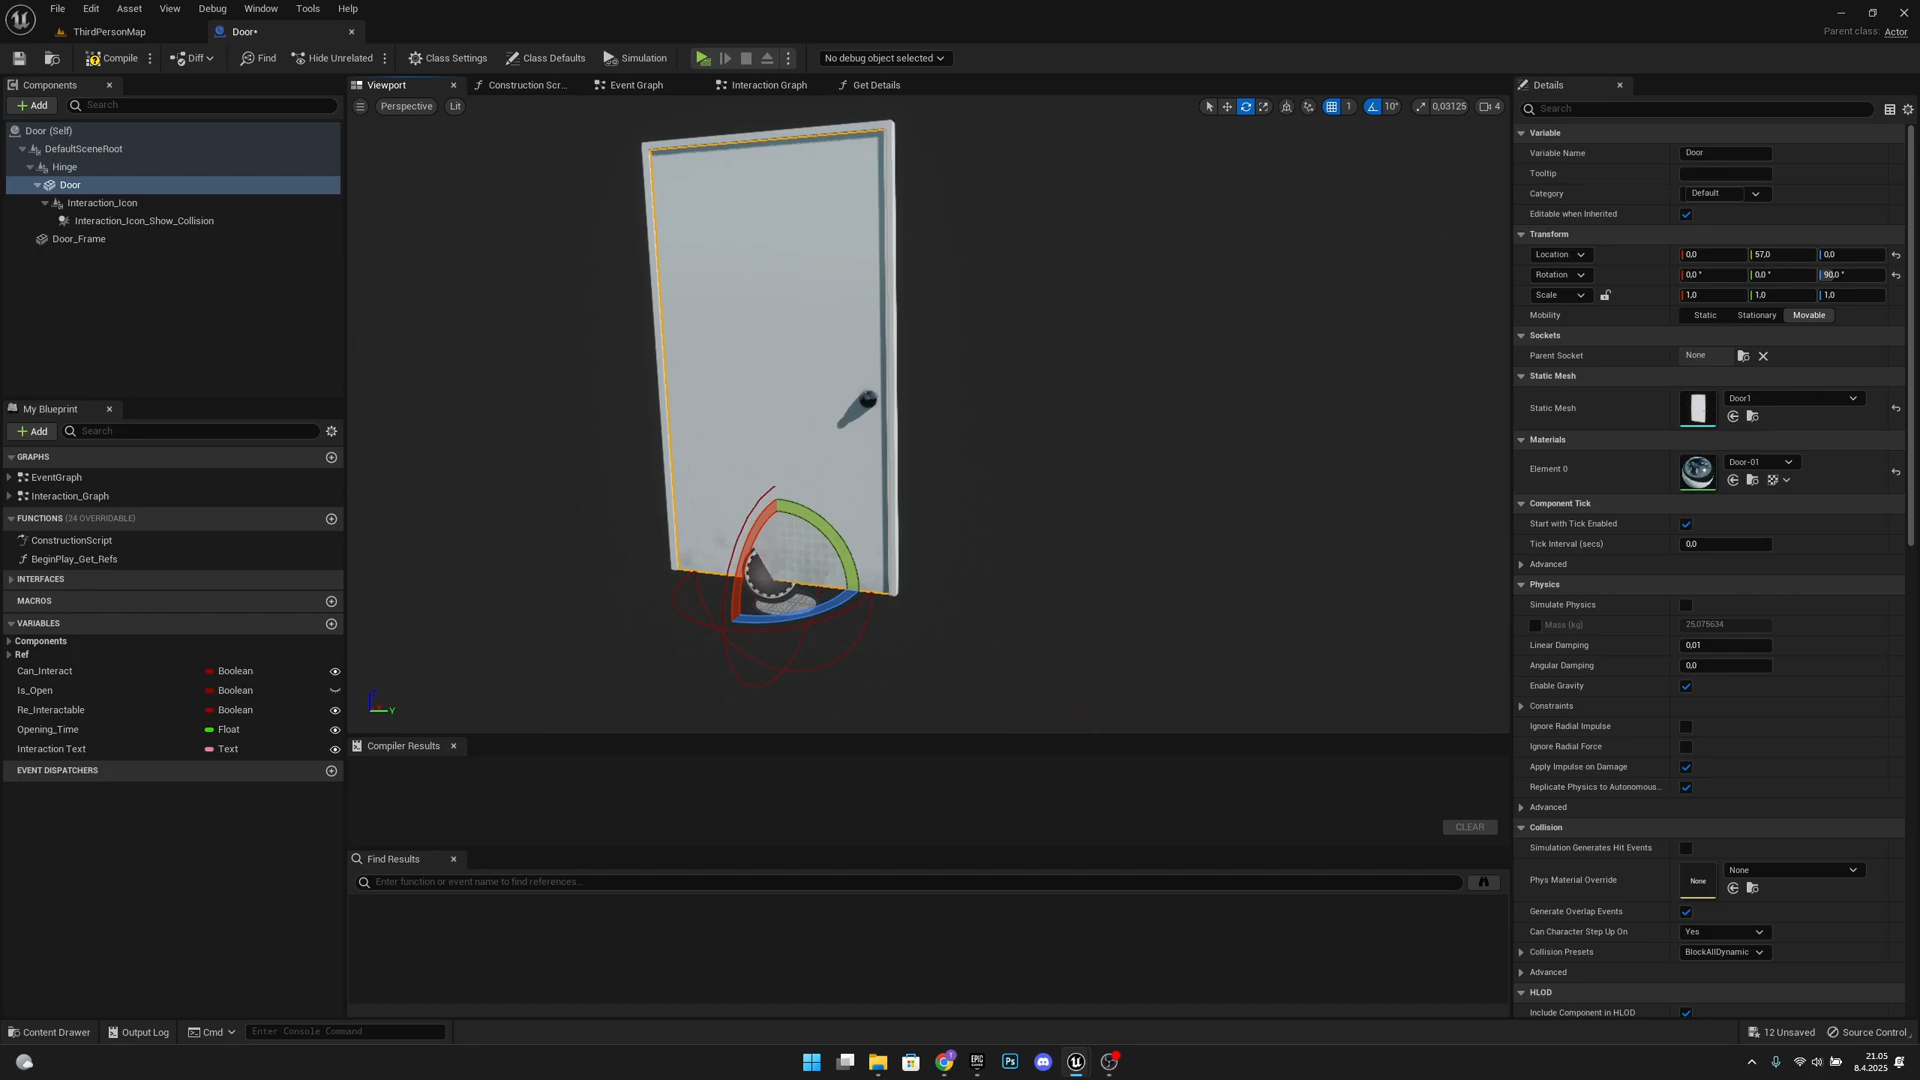 File Edit Asset View Debug Window Tools Help
ThirdPersonMap
Door*
Parent class: Actor
Compile
Diff
Find
Hide Unrelated
Class Settings
Class Defaults
Simulation
No debug object selected
Components
Viewport
Construction Scr...
Event Graph
Interaction Graph
Get Details
Details
Add
Search
Perspective
Lit
1
10°
0,03125
4
Search
Door (Self)
DefaultSceneRoot
Hinge
Door
Interaction_Icon
Interaction_Icon_Show_Collision
Door_Frame
My Blueprint
Add
Search
GRAPHS
EventGraph
Interaction_Graph
FUNCTIONS (24 OVERRIDABLE)
ConstructionScript
BeginPlay_Get_Refs
INTERFACES
MACROS
VARIABLES
Components
Ref
Can_Interact Boolean
Is_Open Boolean
Re_Interactable Boolean
Opening_Time Float
Interaction Text Text
EVENT DISPATCHERS
Z
Y
Compiler Results
CLEAR
Find Results
Enter function or event name to find references...
Variable
Variable Name Door
Tooltip
Category Default
Editable when Inherited
Transform
Location 0,0 57,0 0,0
Rotation 0,0 ° 0,0 ° 90,0 °
Scale 1,0 1,0 1,0
Mobility Static Stationary Movable
Sockets
Parent Socket None
Static Mesh
Static Mesh Door1
Materials
Element 0 Door-01
Component Tick
Start with Tick Enabled
Tick Interval (secs) 0,0
Advanced
Physics
Simulate Physics
Mass (kg) 25,075634
Linear Damping 0,01
Angular Damping 0,0
Enable Gravity
Constraints
Ignore Radial Impulse
Ignore Radial Force
Apply Impulse on Damage
Replicate Physics to Autonomous...
Advanced
Collision
Simulation Generates Hit Events
Phys Material Override None None
Generate Overlap Events
Can Character Step Up On Yes
Collision Presets BlockAllDynamic
Advanced
HLOD
Include Component in HLOD
Content Drawer
Output Log
Cmd
Enter Console Command
12 Unsaved
Source Control
EPIC
Ps
21.05
8.4.2025